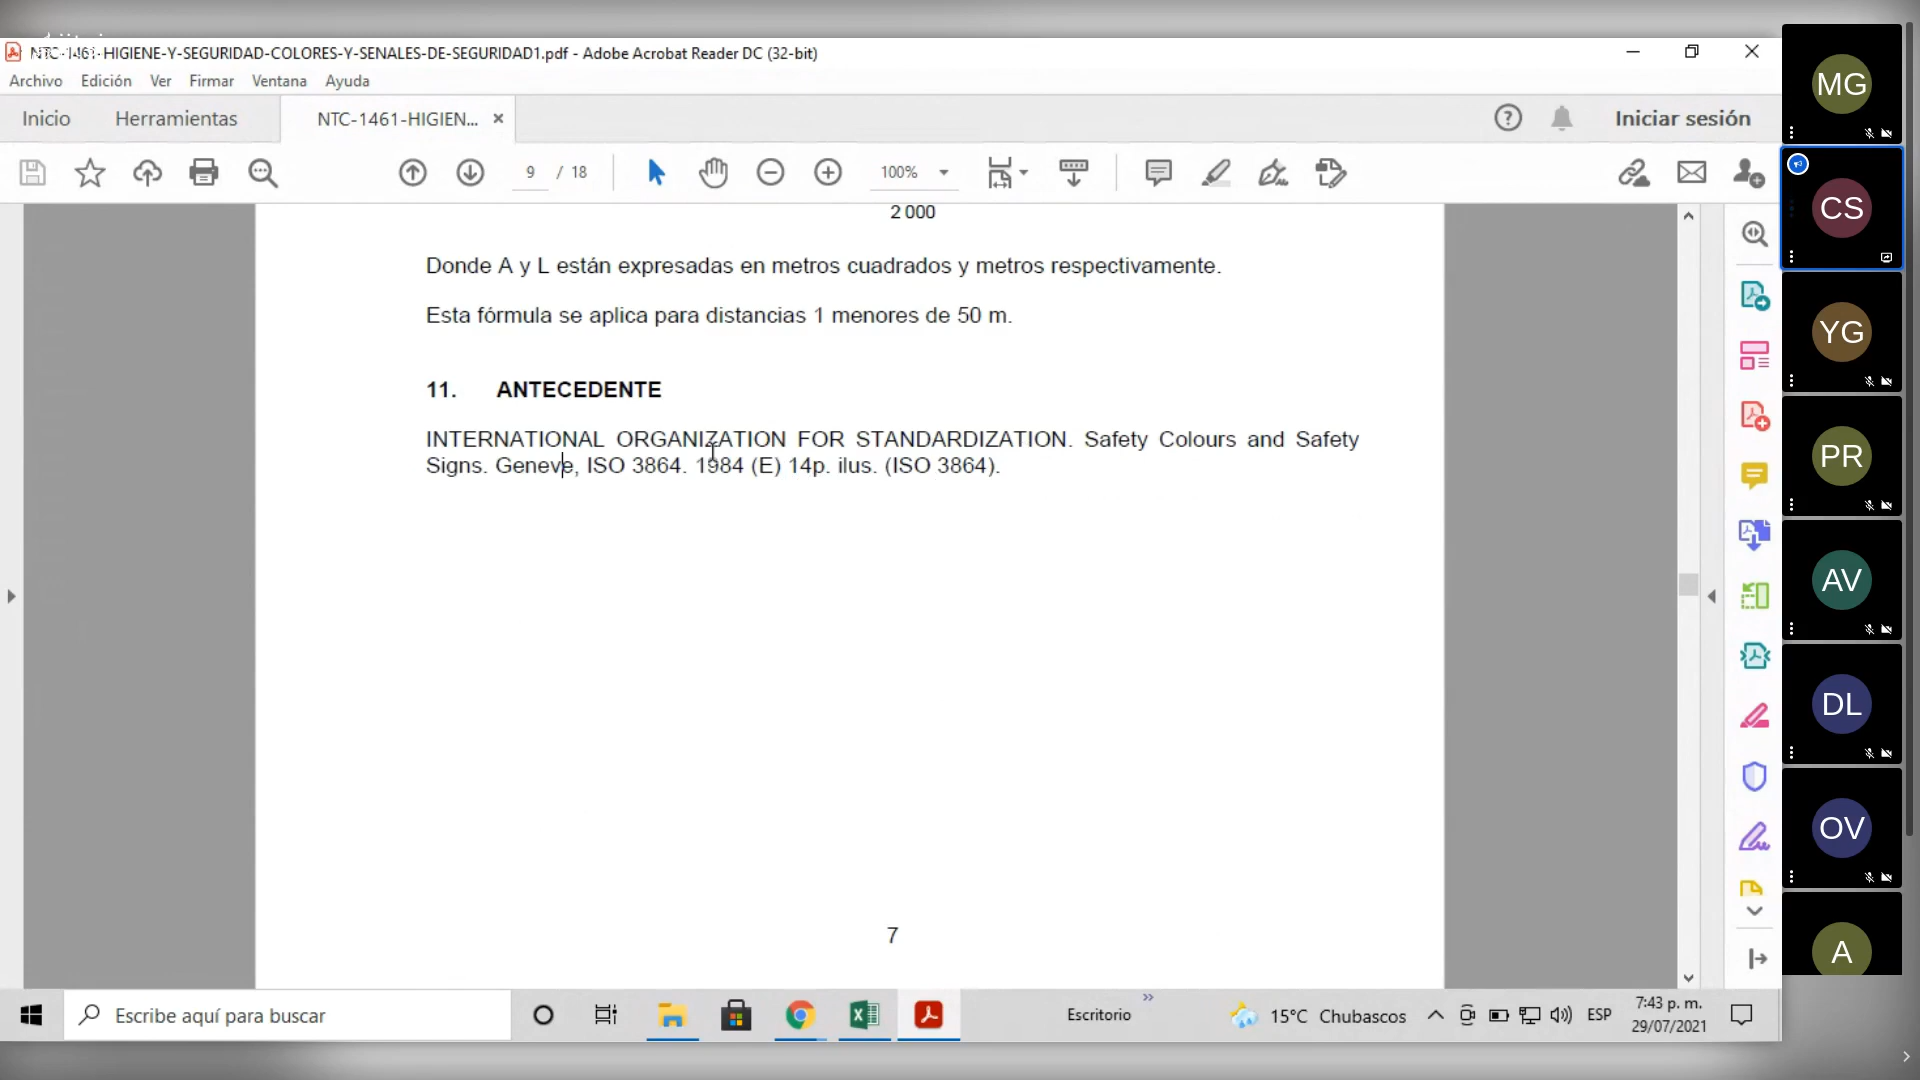 NTC-1461-HIGIENE-Y-SEGURIDAD-COLORES-Y-SENALES-DE-SEGURIDAD1.pdf - Adobe Acrobat Reader DC (32-bit)
Archivo Edición Ver Firmar Ventana Ayuda
Inicio Herramientas NTC-1461-HIGIEN... Iniciar sesión
9 / 18 100%
2 000
Donde A y L están expresadas en metros cuadrados y metros respectivamente.
Esta fórmula se aplica para distancias 1 menores de 50 m.
11. ANTECEDENTE
INTERNATIONAL ORGANIZATION FOR STANDARDIZATION. Safety Colours and Safety
Signs. Geneve, ISO 3864. 1984 (E) 14p. ilus. (ISO 3864).
7
MG
CS
YG
PR
AV
DL
OV
A
Escribe aquí para buscar
Escritorio
15°C Chubascos
ESP
7:43 p. m.
29/07/2021